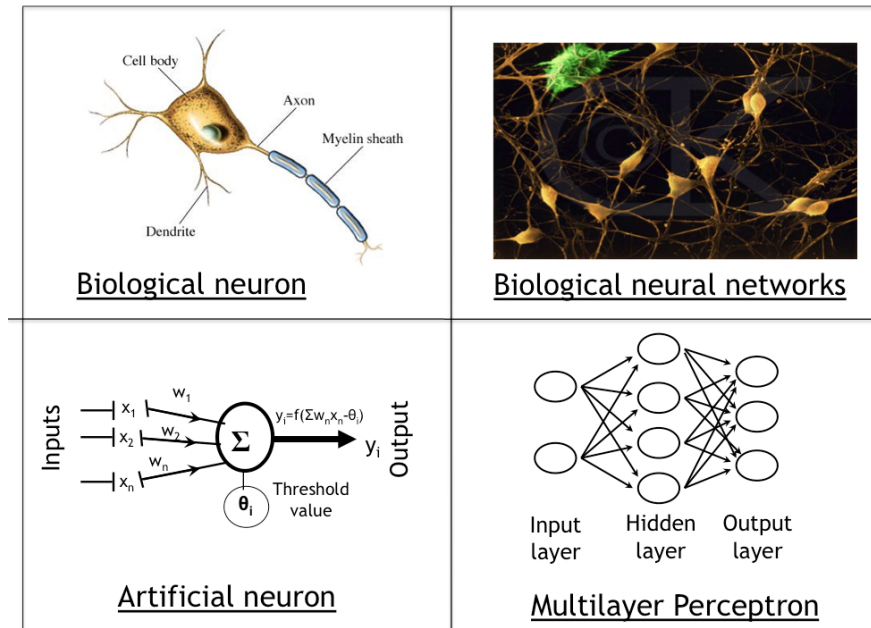 Cell body
Axon
Myelin sheath
Dendrite
Biological neuron
Biological neural networks
Inputs
x₁
x₂
xₙ
w₁
w₂
wₙ
Σ
yᵢ=f(Σwₙxₙ-θᵢ)
yᵢ
Output
θᵢ
Threshold
value
Artificial neuron
Input
layer
Hidden
layer
Output
layer
Multilayer Perceptron